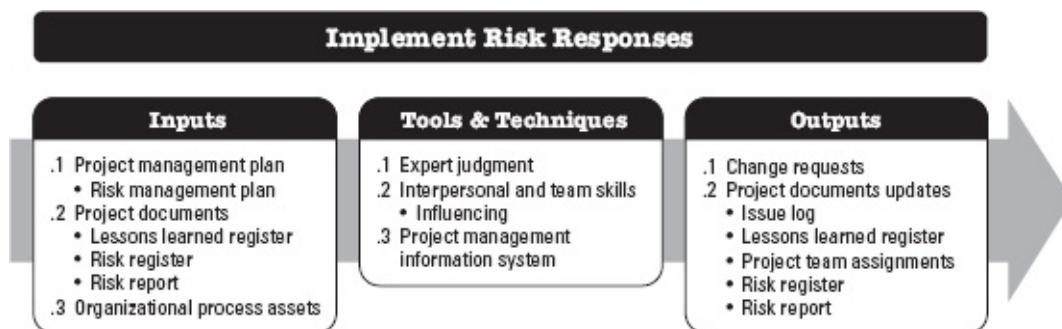 Implement Risk Responses
Inputs
.1 Project management plan
• Risk management plan
.2 Project documents
• Lessons learned register
• Risk register
• Risk report
.3 Organizational process assets
Tools & Techniques
.1 Expert judgment
.2 Interpersonal and team skills
• Influencing
.3 Project management
information system
Outputs
.1 Change requests
.2 Project documents updates
• Issue log
• Lessons learned register
• Project team assignments
• Risk register
• Risk report